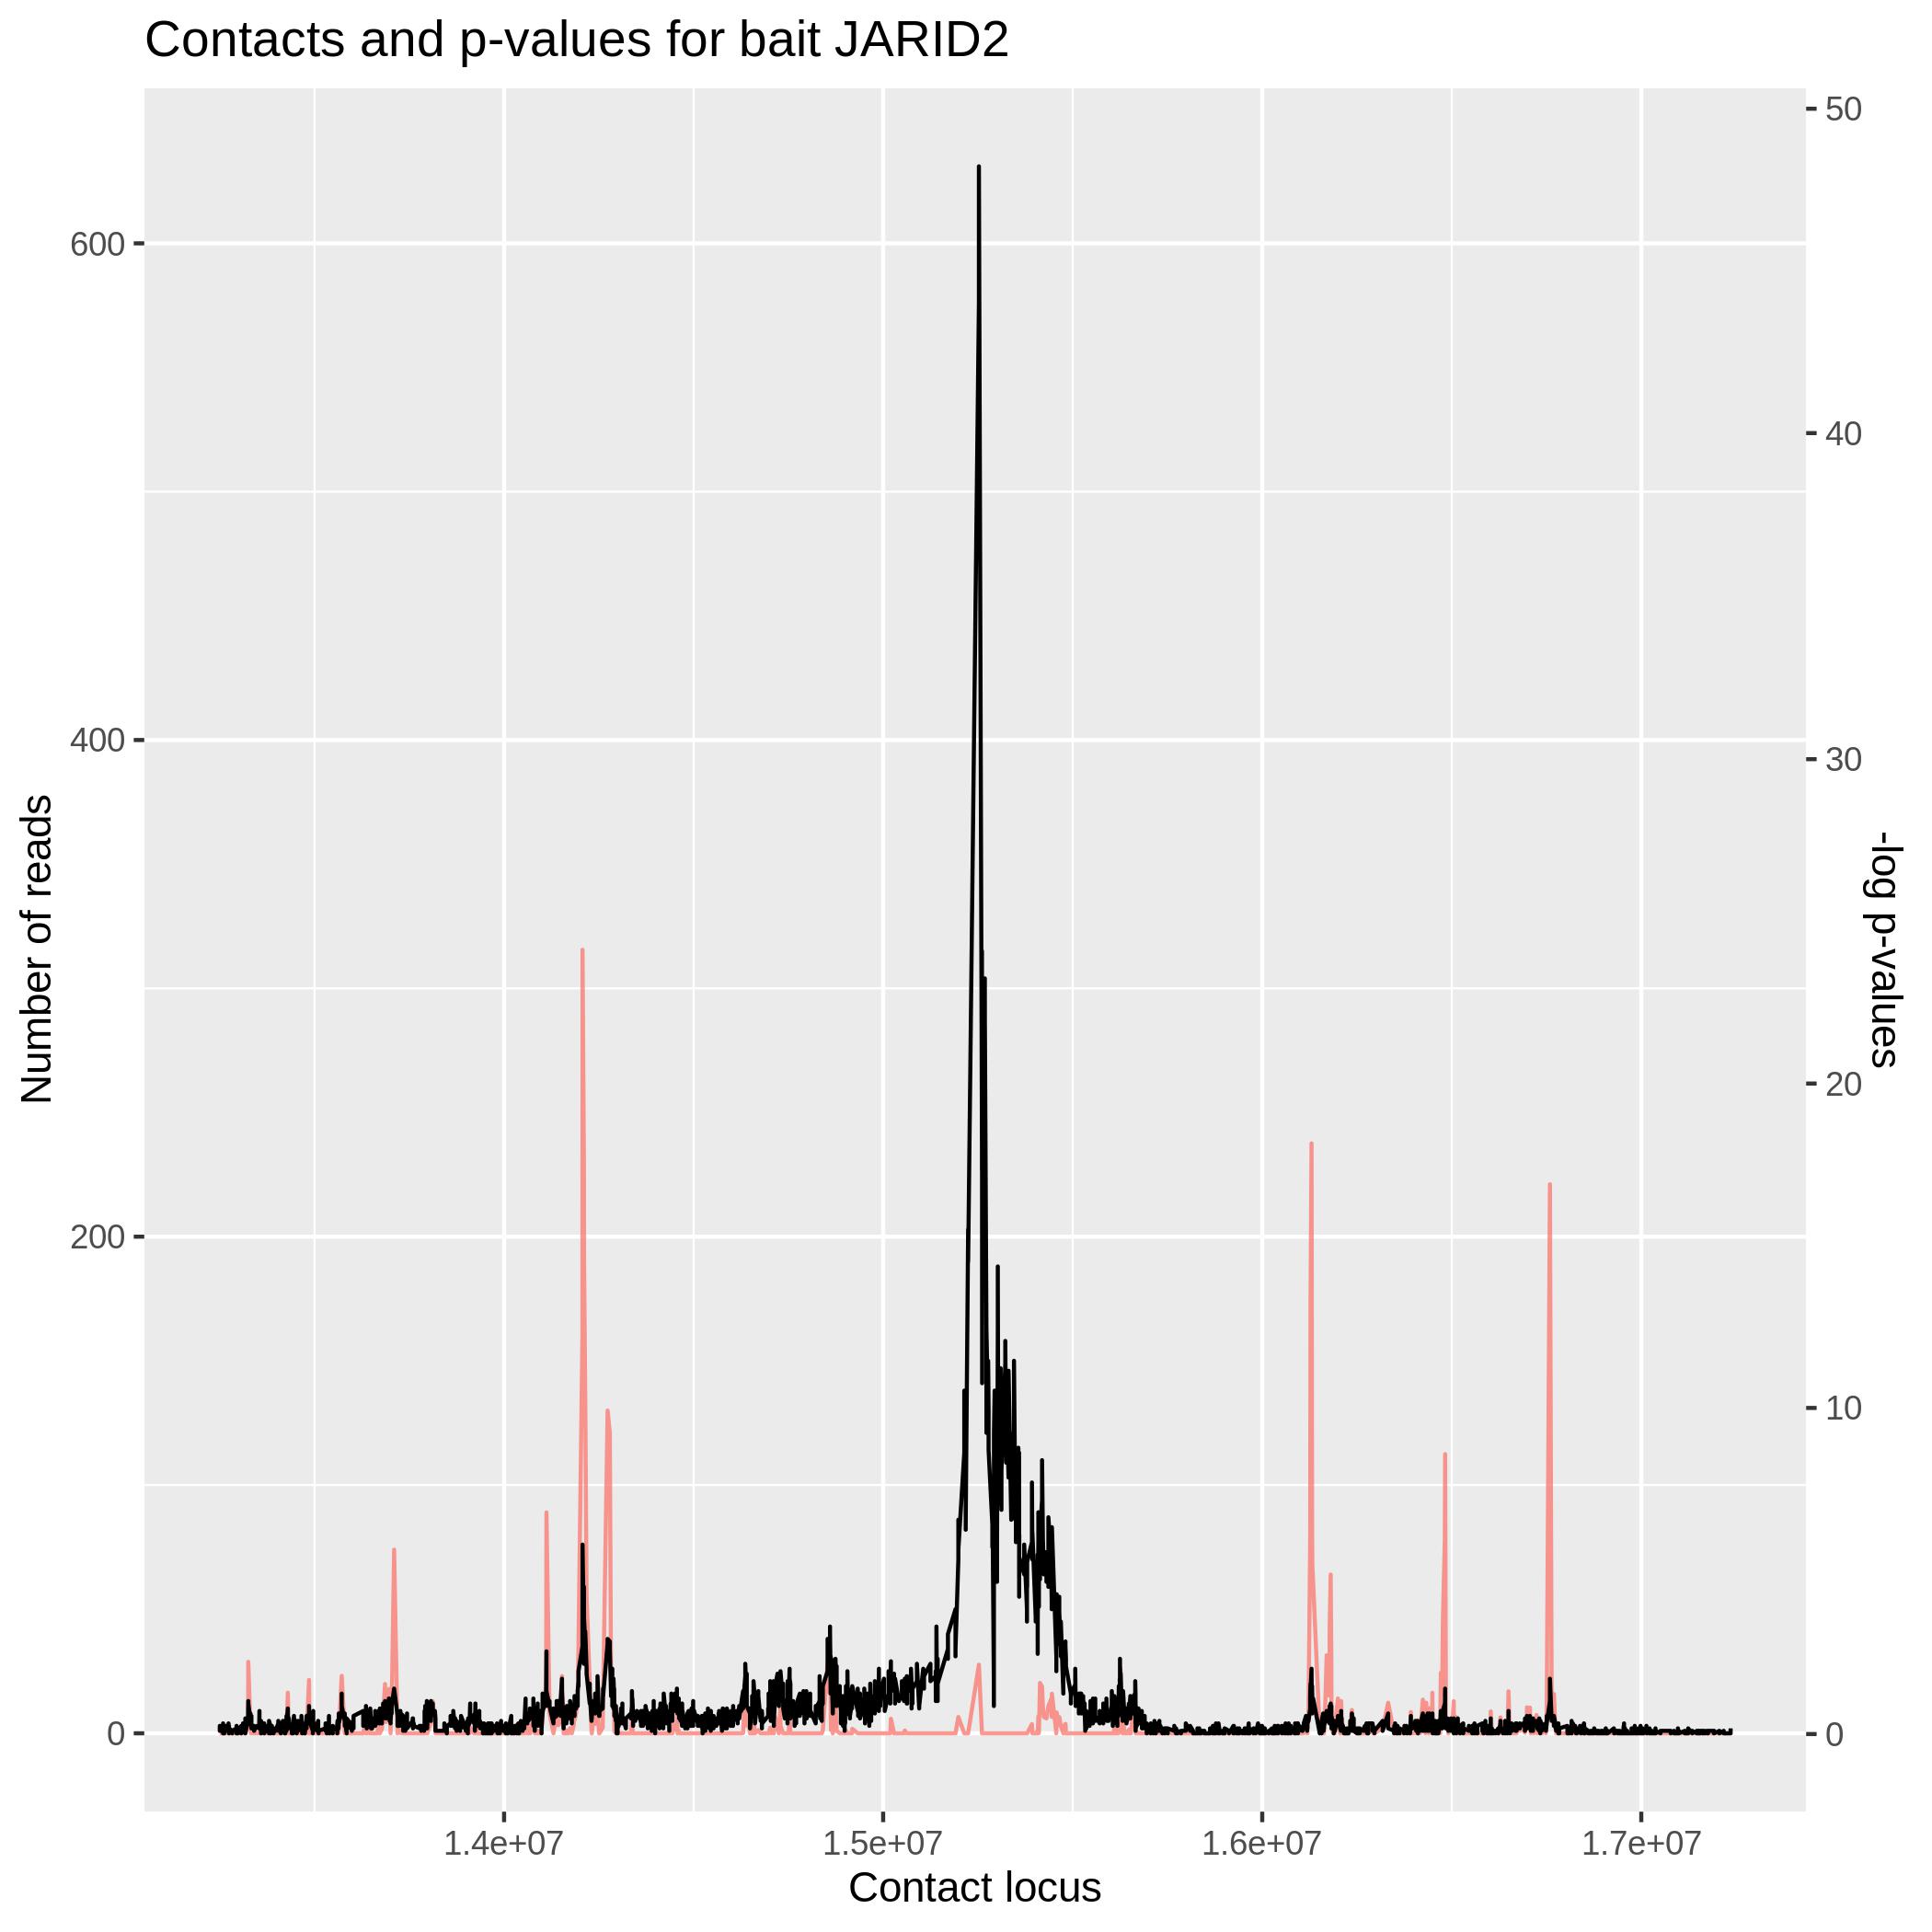 Contacts and p-values for bait JARID2
600
400
200
0
Number of reads
50
40
30
20
10
0
-log p-values
1.4e+07
1.5e+07
1.6e+07
1.7e+07
Contact locus